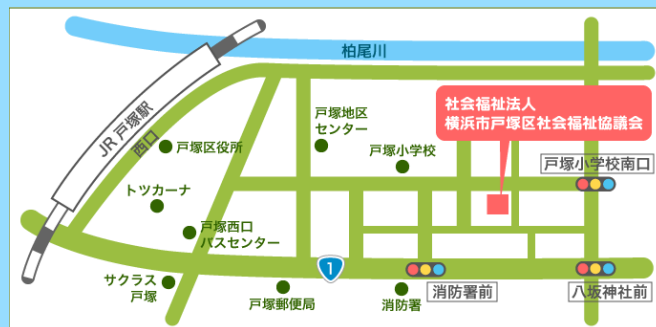 柏尾川
JR 戸塚駅
西口
戸塚区役所
戸塚地区
センター
戸塚小学校
社会福祉法人
横浜市戸塚区社会福祉協議会
戸塚小学校南口
トツカーナ
戸塚西口
バスセンター
サクラス
戸塚
戸塚郵便局
1
消防署
消防署前
八坂神社前